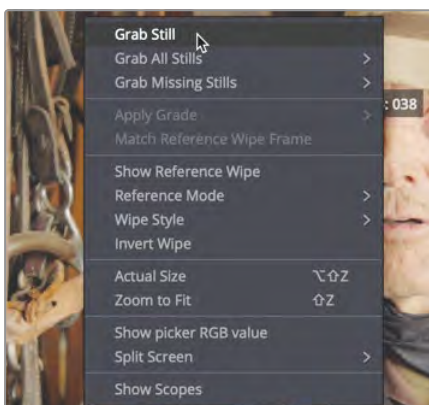 Grab Still
Grab All Stills >
Grab Missing Stills >
: 038
Apply Grade >
Match Reference Wipe Frame
Show Reference Wipe
Reference Mode >
Wipe Style >
Invert Wipe
Actual Size ⌥⇧Z
Zoom to Fit ⇧Z
Show picker RGB value
Split Screen >
Show Scopes